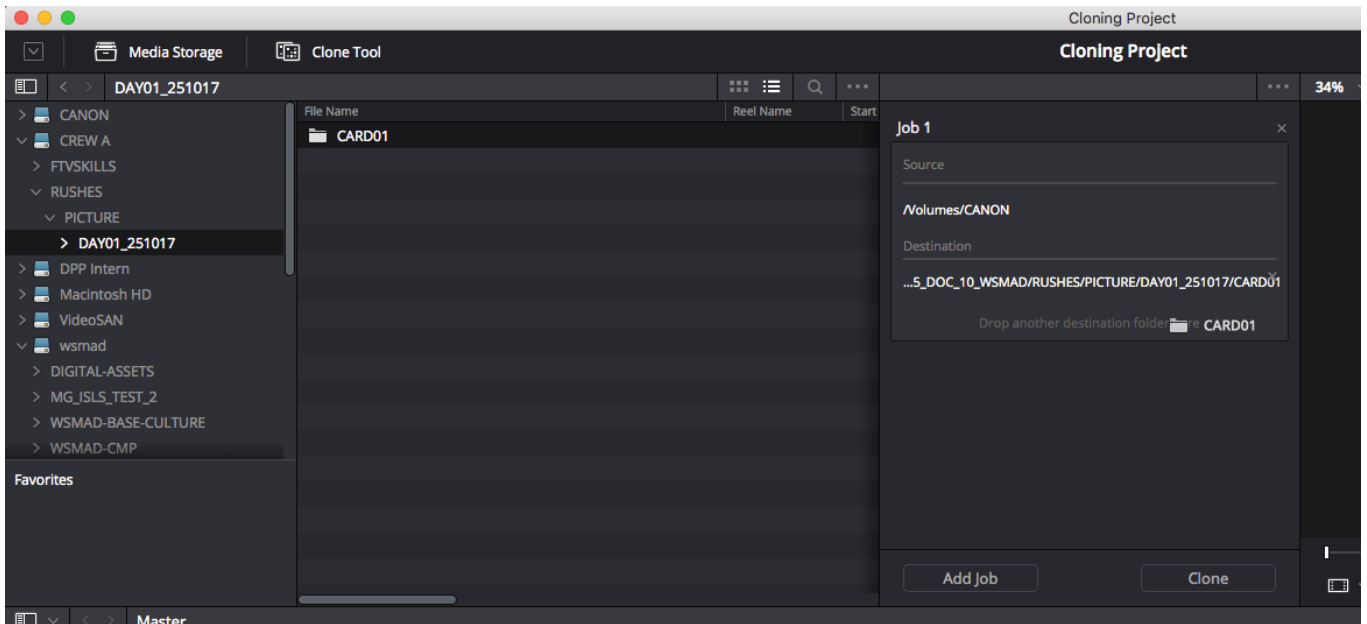 Cloning Project
Media Storage
Clone Tool
Cloning Project
DAY01_251017
34%
CANON
CREW A
FTVSKILLS
RUSHES
PICTURE
DAY01_251017
DPP Intern
Macintosh HD
VideoSAN
wsmad
DIGITAL-ASSETS
MG_ISLS_TEST_2
WSMAD-BASE-CULTURE
WSMAD-CMP
Favorites
File Name Reel Name Start
CARD01
Job 1
Source
/Volumes/CANON
Destination
...5_DOC_10_WSMAD/RUSHES/PICTURE/DAY01_251017/CARD01
Drop another destination folder re
CARD01
Add Job
Clone
Master